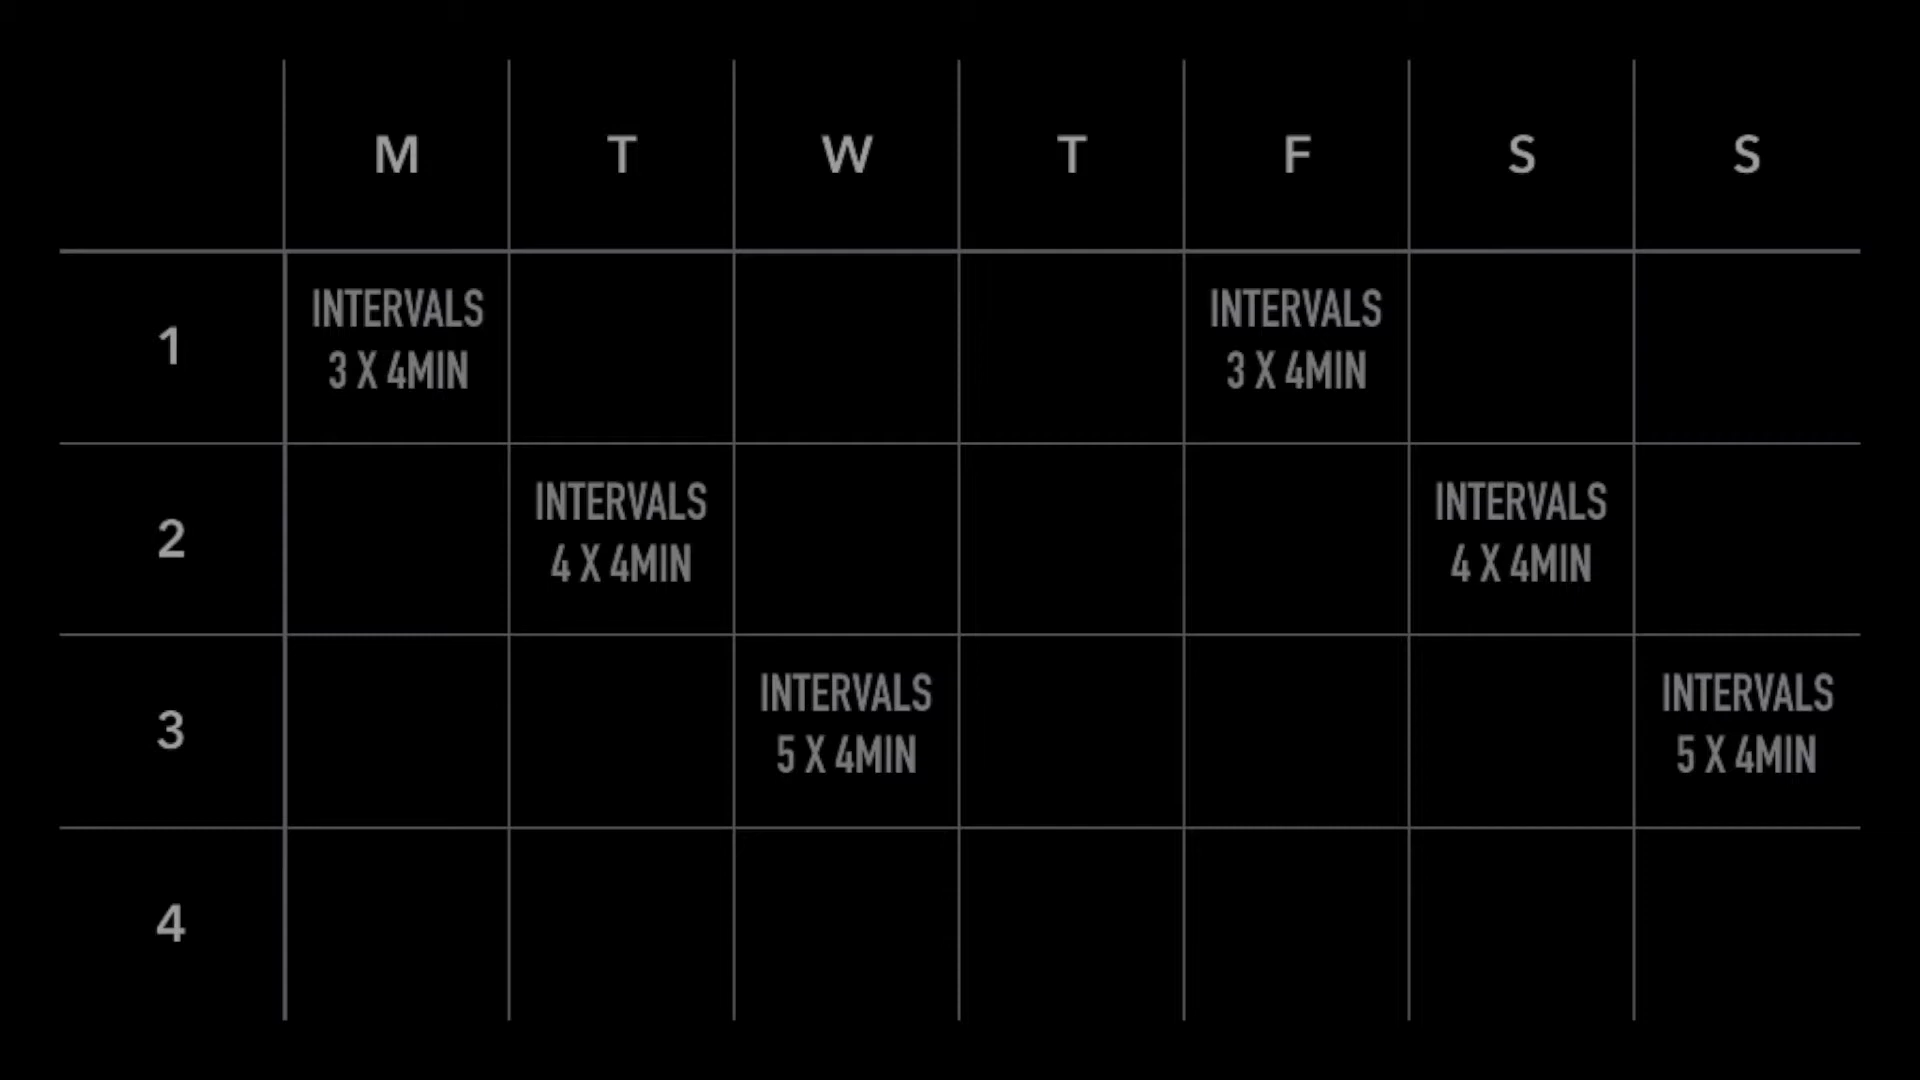 M T W T F S S
1
INTERVALS
3 X 4MIN
INTERVALS
3 X 4MIN
2
INTERVALS
4 X 4MIN
INTERVALS
4 X 4MIN
3
INTERVALS
5 X 4MIN
INTERVALS
5 X 4MIN
4